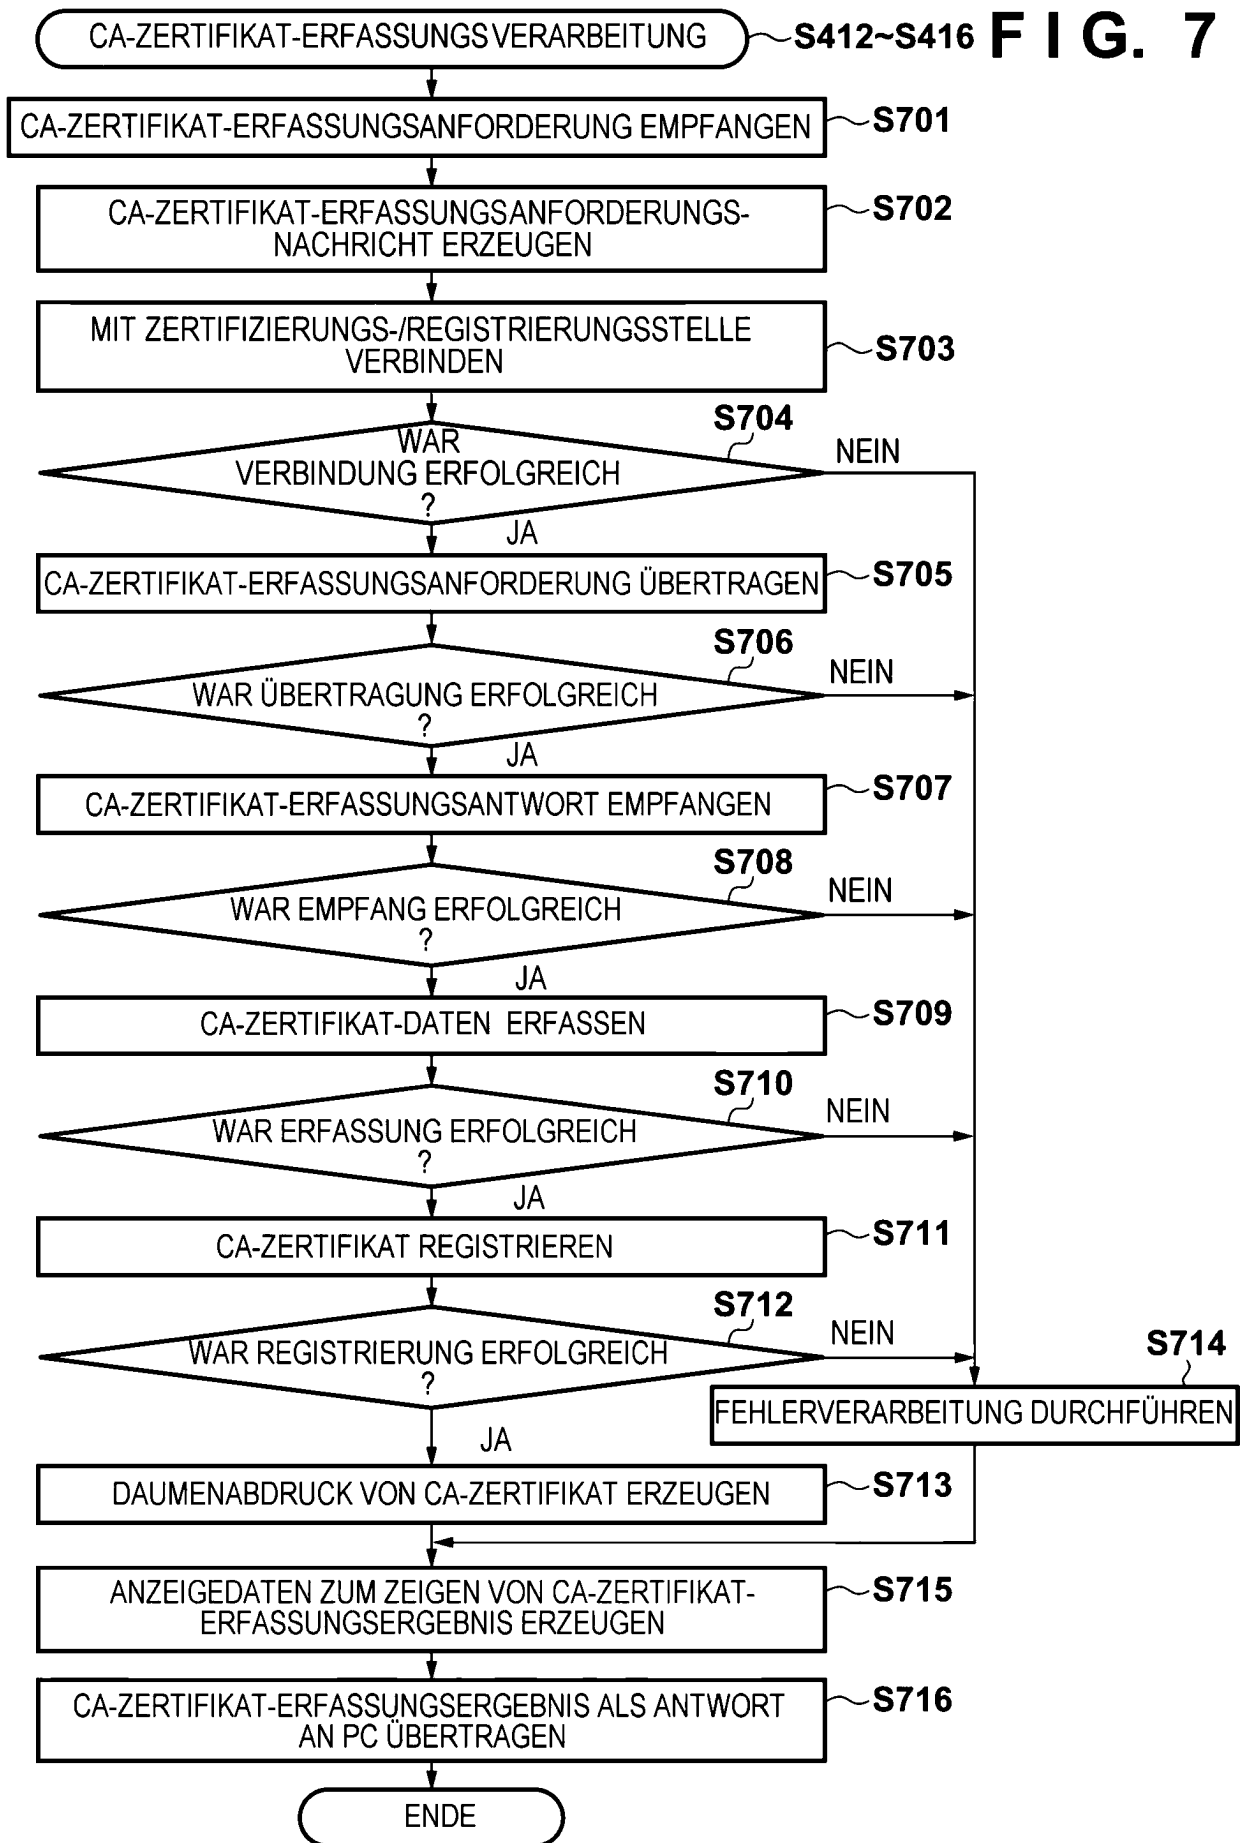 CA-ZERTIFIKAT-ERFASSUNGSVERARBEITUNG
S412~S416
FIG. 7
CA-ZERTIFIKAT-ERFASSUNGSANFORDERUNG EMPFANGEN
S701
CA-ZERTIFIKAT-ERFASSUNGSANFORDERUNGS-
NACHRICHT ERZEUGEN
S702
MIT ZERTIFIZIERUNGS-/REGISTRIERUNGSSTELLE
VERBINDEN
S703
S704
WAR
VERBINDUNG ERFOLGREICH
?
NEIN
JA
CA-ZERTIFIKAT-ERFASSUNGSANFORDERUNG ÜBERTRAGEN
S705
S706
WAR ÜBERTRAGUNG ERFOLGREICH
?
NEIN
JA
CA-ZERTIFIKAT-ERFASSUNGSANTWORT EMPFANGEN
S707
S708
WAR EMPFANG ERFOLGREICH
?
NEIN
JA
CA-ZERTIFIKAT-DATEN ERFASSEN
S709
S710
WAR ERFASSUNG ERFOLGREICH
?
NEIN
JA
CA-ZERTIFIKAT REGISTRIEREN
S711
S712
WAR REGISTRIERUNG ERFOLGREICH
?
NEIN
S714
FEHLERVERARBEITUNG DURCHFÜHREN
JA
DAUMENABDRUCK VON CA-ZERTIFIKAT ERZEUGEN
S713
ANZEIGEDATEN ZUM ZEIGEN VON CA-ZERTIFIKAT-
ERFASSUNGSERGEBNIS ERZEUGEN
S715
CA-ZERTIFIKAT-ERFASSUNGSERGEBNIS ALS ANTWORT
AN PC ÜBERTRAGEN
S716
ENDE